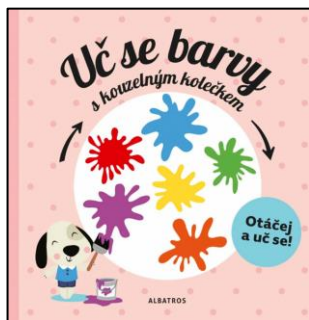 Uč se barvy
s kouzelným kolečkem
Otáčej
a uč se!
ALBATROS